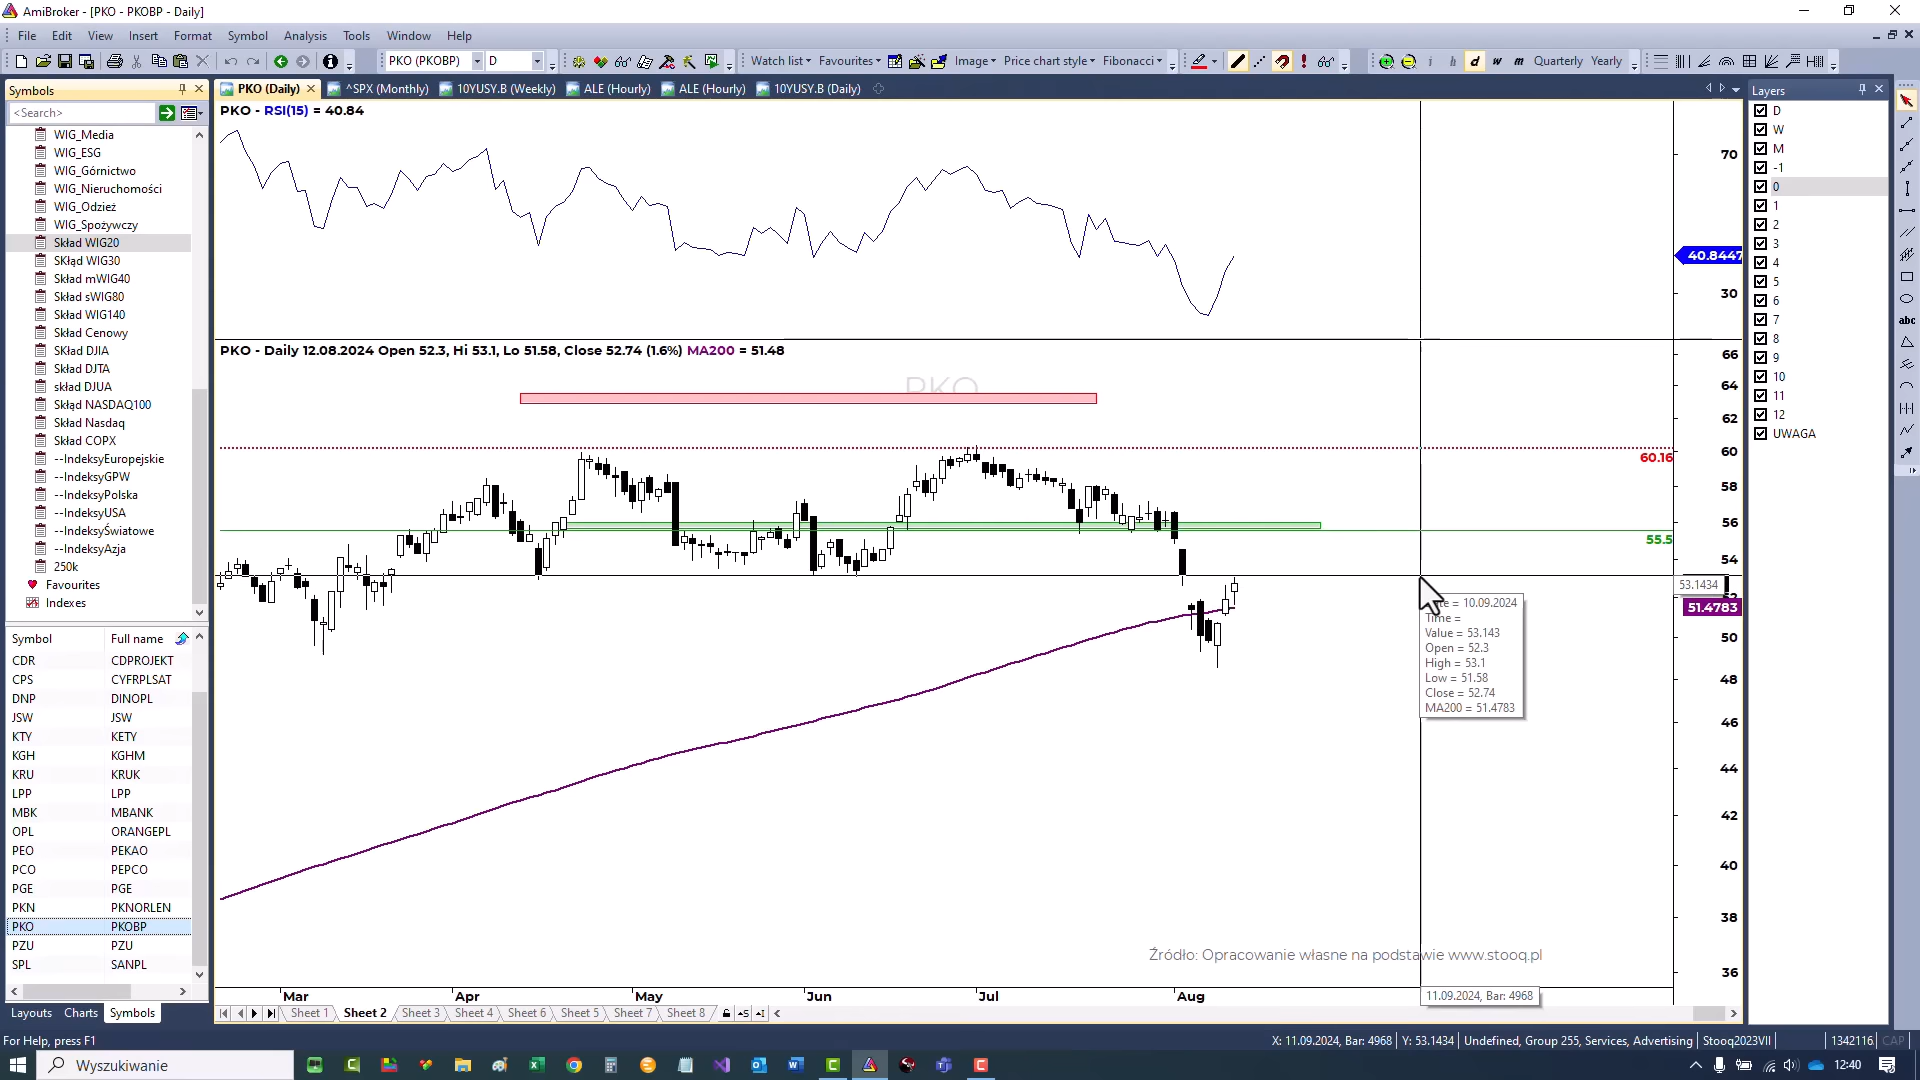 AmiBroker - [PKO - PKOBP - Daily]
File Edit View Insert Format Symbol Analysis Tools Window Help
PKO (PKOBP) D Watch list Favourites Image Price chart style Fibonacci i h d w m Quarterly Yearly
Symbols
<Search>
WIG_Media
WIG_ESG
WIG_Górnictwo
WIG_Nieruchomości
WIG_Odzież
WIG_Spożywczy
Skład WIG20
SKłąd WIG30
Skład mWIG40
Skład sWIG80
Skład WIG140
Skład Cenowy
SKład DJIA
Skład DJTA
skład DJUA
Skłąd NASDAQ100
Skład Nasdaq
Skład COPX
--IndeksyEuropejskie
--IndeksyGPW
--IndeksyPolska
--IndeksyUSA
--IndeksyŚwiatowe
--IndeksyAzja
250k
Favourites
Indexes
Symbol Full name
CDR CDPROJEKT
CPS CYFRPLSAT
DNP DINOPL
JSW JSW
KTY KETY
KGH KGHM
KRU KRUK
LPP LPP
MBK MBANK
OPL ORANGEPL
PEO PEKAO
PCO PEPCO
PGE PGE
PKN PKNORLEN
PKO PKOBP
PZU PZU
SPL SANPL
Layouts Charts Symbols
PKO (Daily) ^SPX (Monthly) 10YUSY.B (Weekly) ALE (Hourly) ALE (Hourly) 10YUSY.B (Daily)
PKO - RSI(15) = 40.84
70
40.8447
30
PKO - Daily 12.08.2024 Open 52.3, Hi 53.1, Lo 51.58, Close 52.74 (1.6%) MA200 = 51.48
PKO
66
64
62
60
60.16
58
56
55.5
54
53.1434
51.4783
50
48
46
44
42
40
38
36
= 10.09.2024
Time =
Value = 53.143
Open = 52.3
High = 53.1
Low = 51.58
Close = 52.74
MA200 = 51.4783
Źródło: Opracowanie własne na podstawie www.stooq.pl
Mar Apr May Jun Jul Aug
11.09.2024, Bar: 4968
Sheet 1 Sheet 2 Sheet 3 Sheet 4 Sheet 6 Sheet 5 Sheet 7 Sheet 8
Layers
D
W
M
-1
0
1
2
3
4
5
6
7
8
9
10
11
12
UWAGA
abc
For Help, press F1
X: 11.09.2024, Bar: 4968 Y: 53.1434 Undefined, Group 255, Services, Advertising Stooq2023VII 1342116 CAP
Wyszukiwanie
12:40